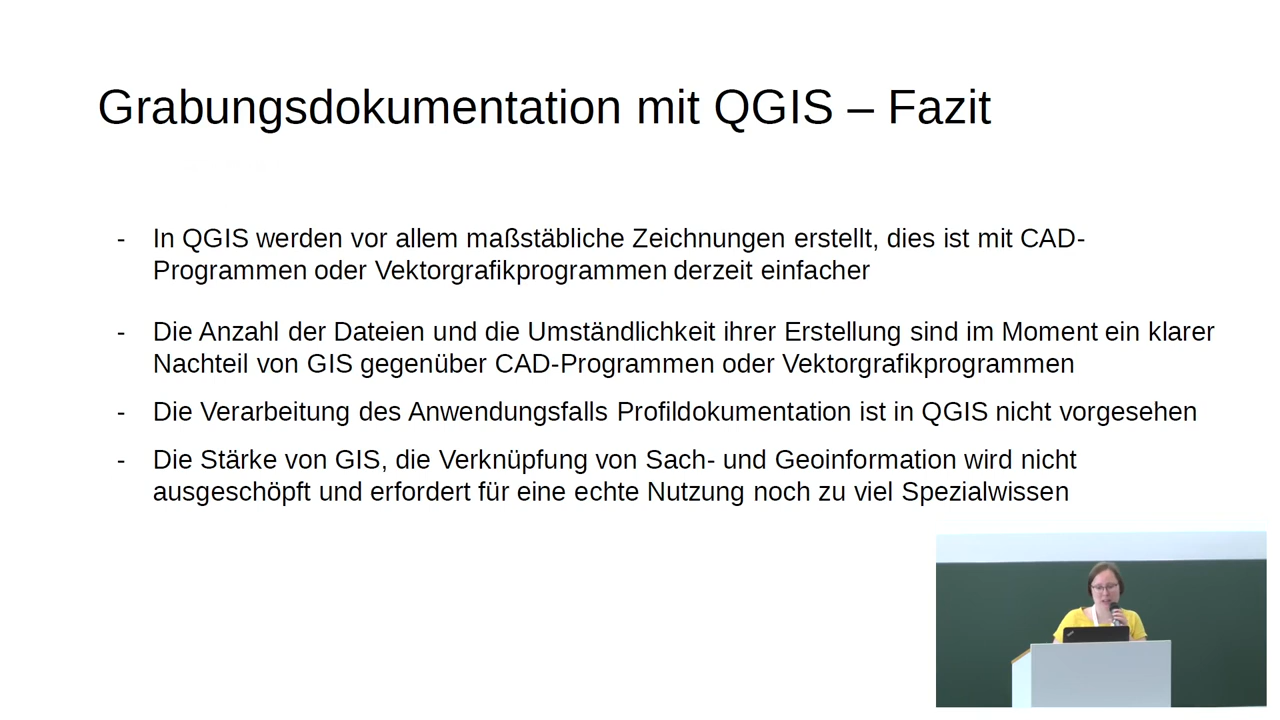 Grabungsdokumentation mit QGIS – Fazit
- In QGIS werden vor allem maßstäbliche Zeichnungen erstellt, dies ist mit CAD-
Programmen oder Vektorgrafikprogrammen derzeit einfacher
- Die Anzahl der Dateien und die Umständlichkeit ihrer Erstellung sind im Moment ein klarer
Nachteil von GIS gegenüber CAD-Programmen oder Vektorgrafikprogrammen
- Die Verarbeitung des Anwendungsfalls Profildokumentation ist in QGIS nicht vorgesehen
- Die Stärke von GIS, die Verknüpfung von Sach- und Geoinformation wird nicht
ausgeschöpft und erfordert für eine echte Nutzung noch zu viel Spezialwissen